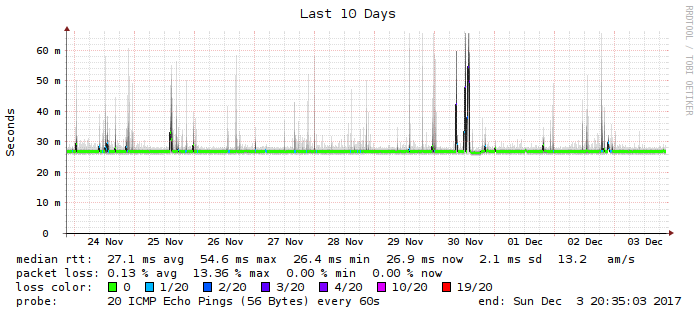 Last 10 Days
RRDTOOL / TOBI OETIKER
Seconds
60 m
50 m
40 m
30 m
20 m
10 m
0
24 Nov 25 Nov 26 Nov 27 Nov 28 Nov 29 Nov 30 Nov 01 Dec 02 Dec 03 Dec
median rtt: 27.1 ms avg 54.6 ms max 26.4 ms min 26.9 ms now 2.1 ms sd 13.2 am/s
packet loss: 0.13 % avg 13.36 % max 0.00 % min 0.00 % now
loss color: 0 1/20 2/20 3/20 4/20 10/20 19/20
probe: 20 ICMP Echo Pings (56 Bytes) every 60s end: Sun Dec 3 20:35:03 2017